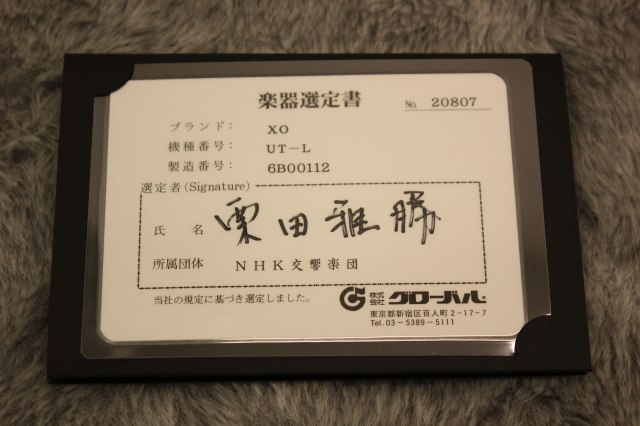 楽器選定書
№ 20807
ブランド： XO
機種番号： UT-L
製造番号： 6B00112
選定者(Signature)
氏 名 栗田雅勝
所属団体 NHK交響楽団
当社の規定に基づき選定しました。
株式会社 グローバル
東京都新宿区百人町2-17-7
Tel.03-5389-5111